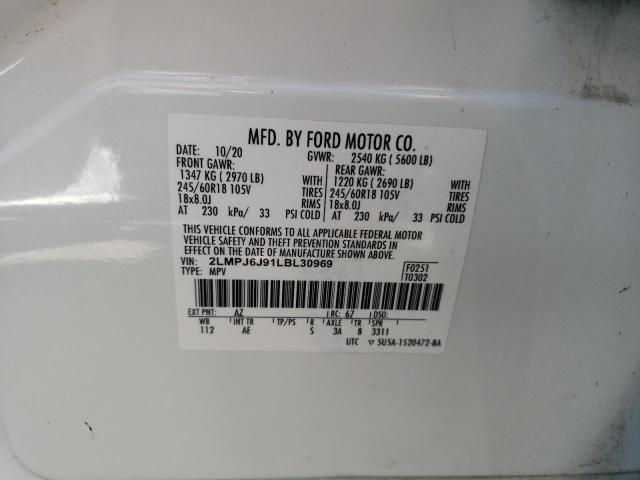 MFD. BY FORD MOTOR CO.
DATE: 10/20 GVWR: 2540 KG ( 5600 LB)
FRONT GAWR: REAR GAWR:
1347 KG ( 2970 LB) WITH 1220 KG ( 2690 LB) WITH
245/60R18 105V TIRES 245/60R18 105V TIRES
18x8.0J RIMS 18x8.0J RIMS
AT 230 kPa/ 33 PSI COLD AT 230 kPa/ 33 PSI COLD
THIS VEHICLE CONFORMS TO ALL APPLICABLE FEDERAL MOTOR
VEHICLE SAFETY AND THEFT PREVENTION STANDARDS IN
EFFECT ON THE DATE OF MANUFACTURE SHOWN ABOVE.
VIN: 2LMPJ6J91LBL30969 F0251
TYPE: MPV T0302
EXT PNT: AZ RC: 67 DSO:
WB INT TR TP/PS R AXLE TR SPR
112 AE 5 3A 8 3311
UTC ▽ 5U5A-1520472-BA